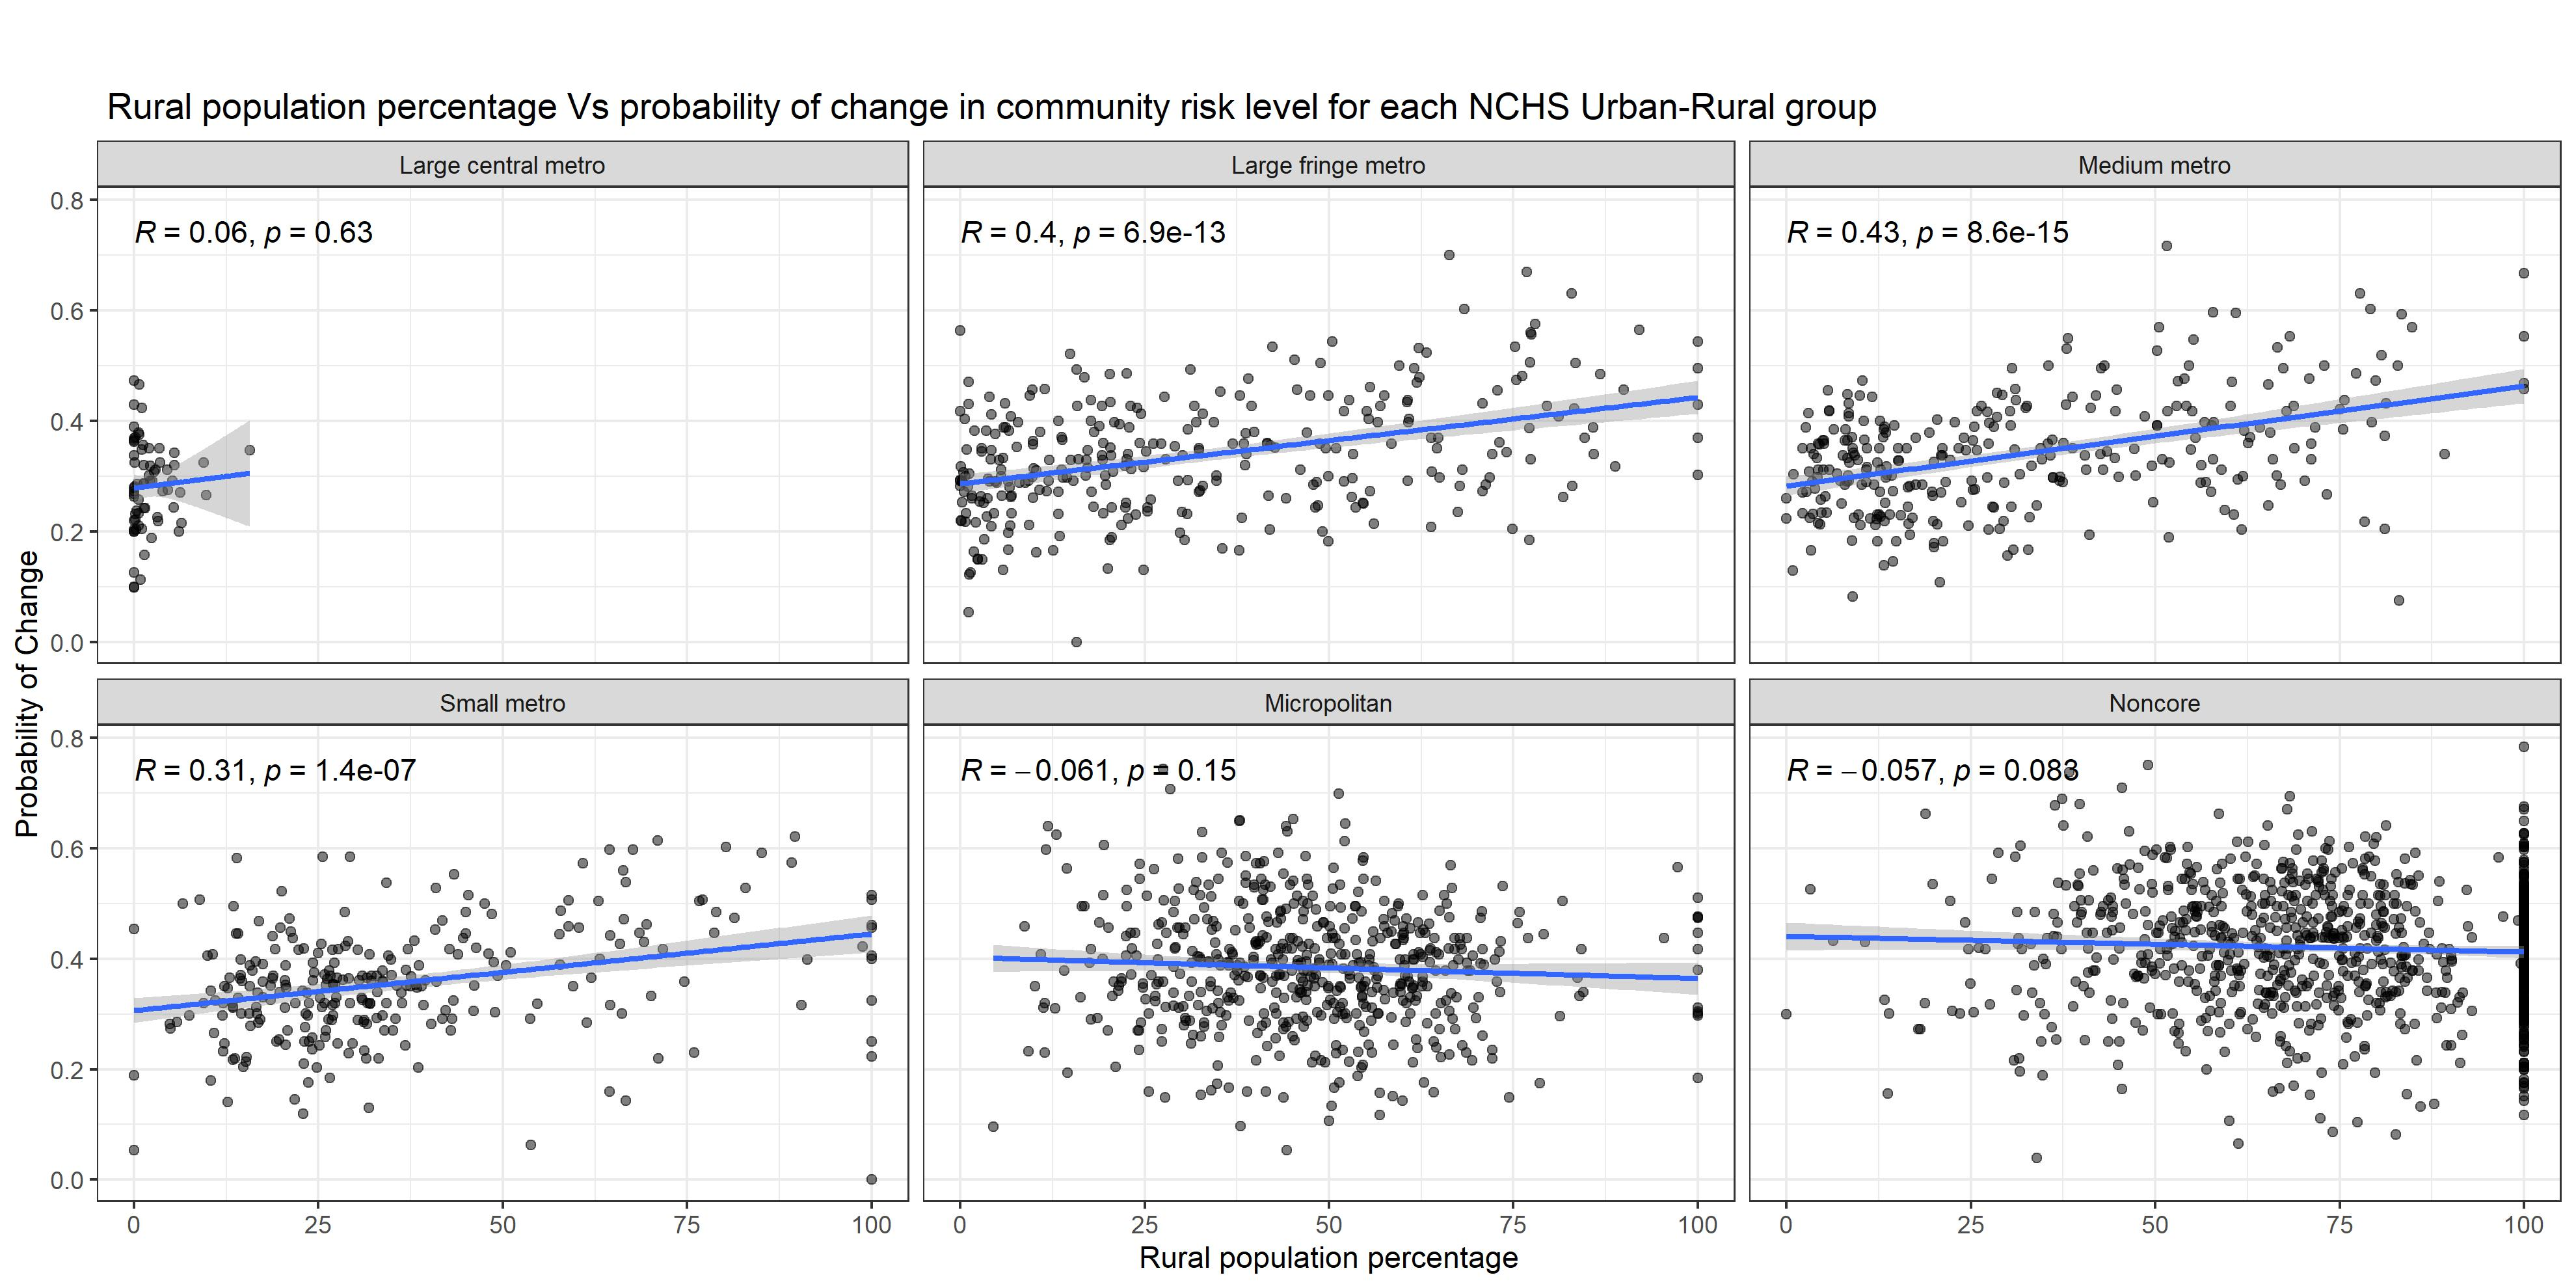 Rural population percentage Vs probability of change in community risk level for each NCHS Urban-Rural group
Large central metro
Large fringe metro
Medium metro
R = 0.06, p = 0.63
R = 0.4, p = 6.9e-13
R = 0.43, p = 8.6e-15
0.8
0.6
0.4
0.2
0.0
Probability of Change
Small metro
Micropolitan
Noncore
R = 0.31, p = 1.4e-07
R = −0.061, p = 0.15
R = −0.057, p = 0.083
0.8
0.6
0.4
0.2
0.0
0 25 50 75 100
0 25 50 75 100
0 25 50 75 100
Rural population percentage